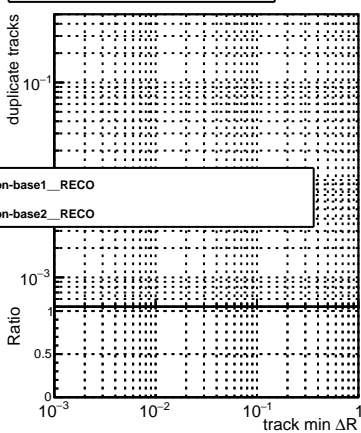 duplicate tracks
10⁻¹
on-base1__RECO
on-base2__RECO
10⁻³
Ratio
1
0.5
0
10⁻³ 10⁻² 10⁻¹ 1
track min ΔR